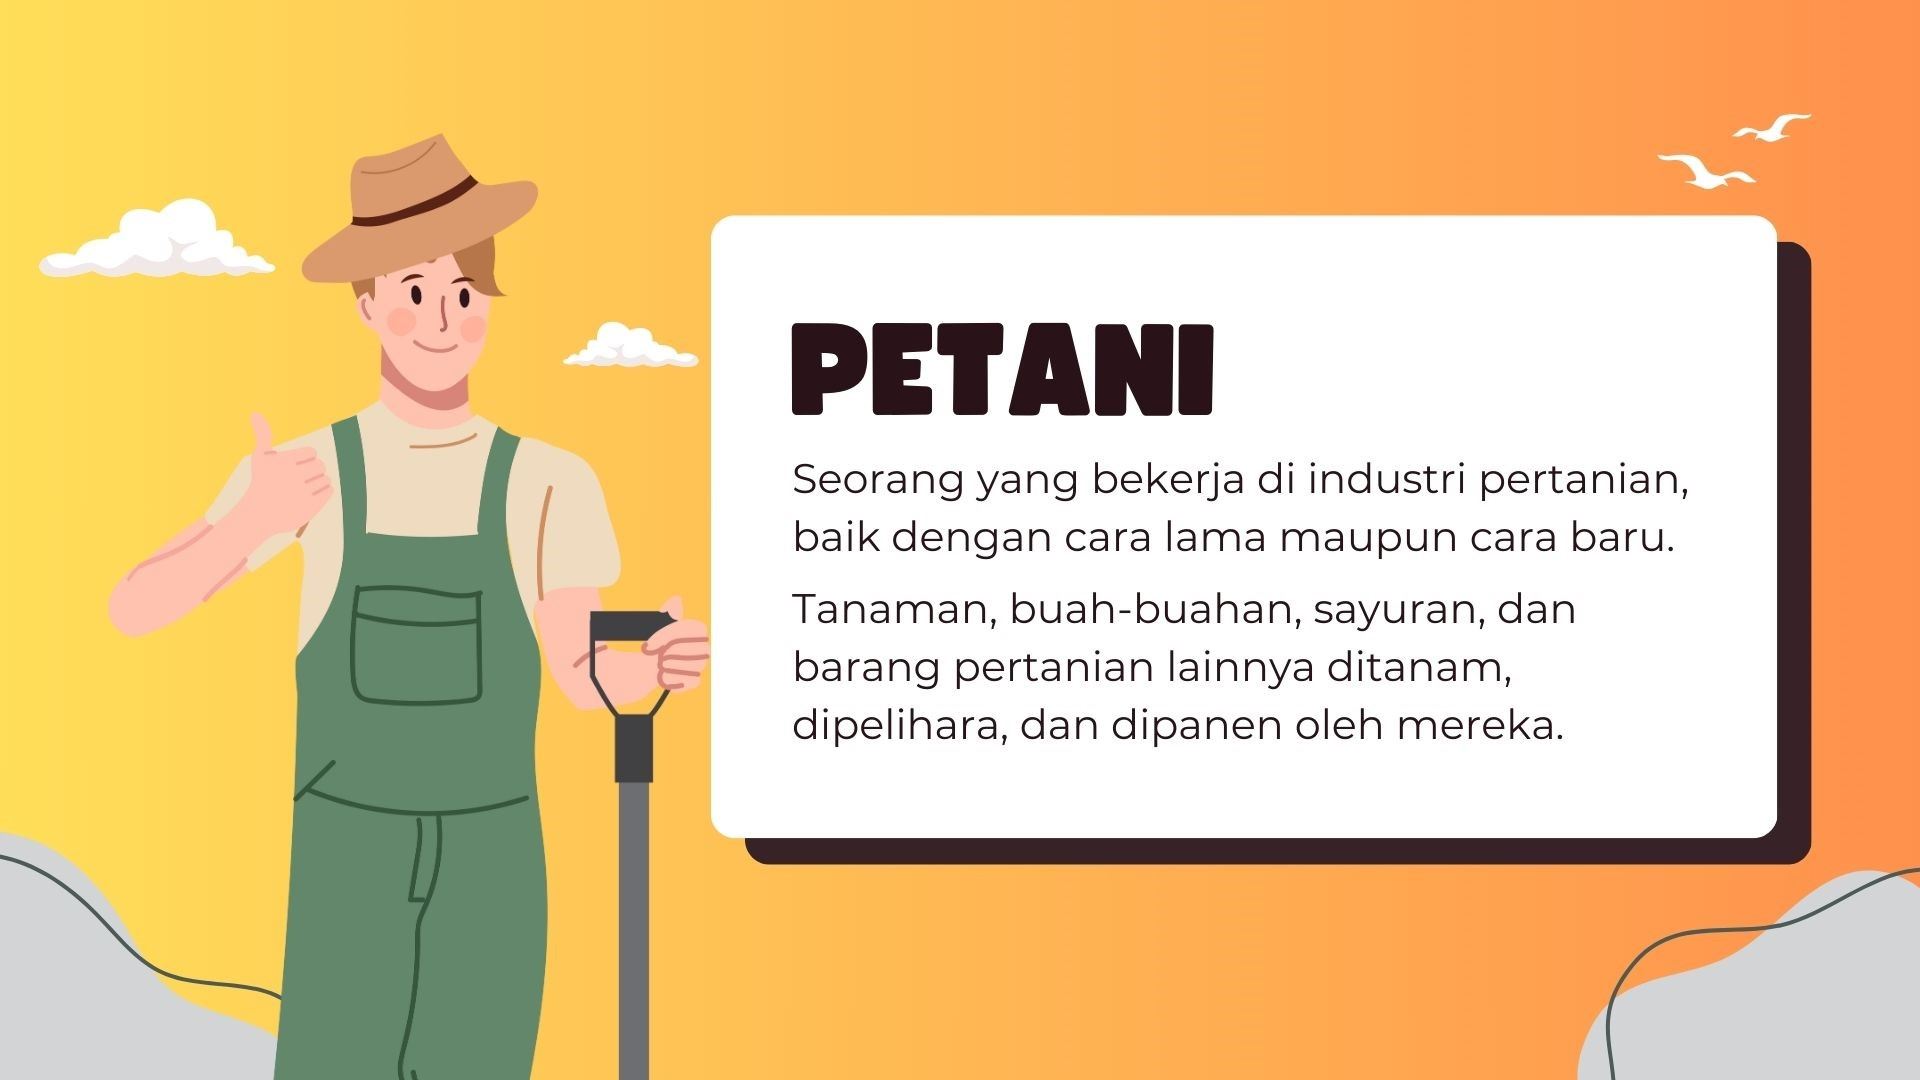 PETANI
Seorang yang bekerja di industri pertanian,
baik dengan cara lama maupun cara baru.
Tanaman, buah-buahan, sayuran, dan
barang pertanian lainnya ditanam,
dipelihara, dan dipanen oleh mereka.